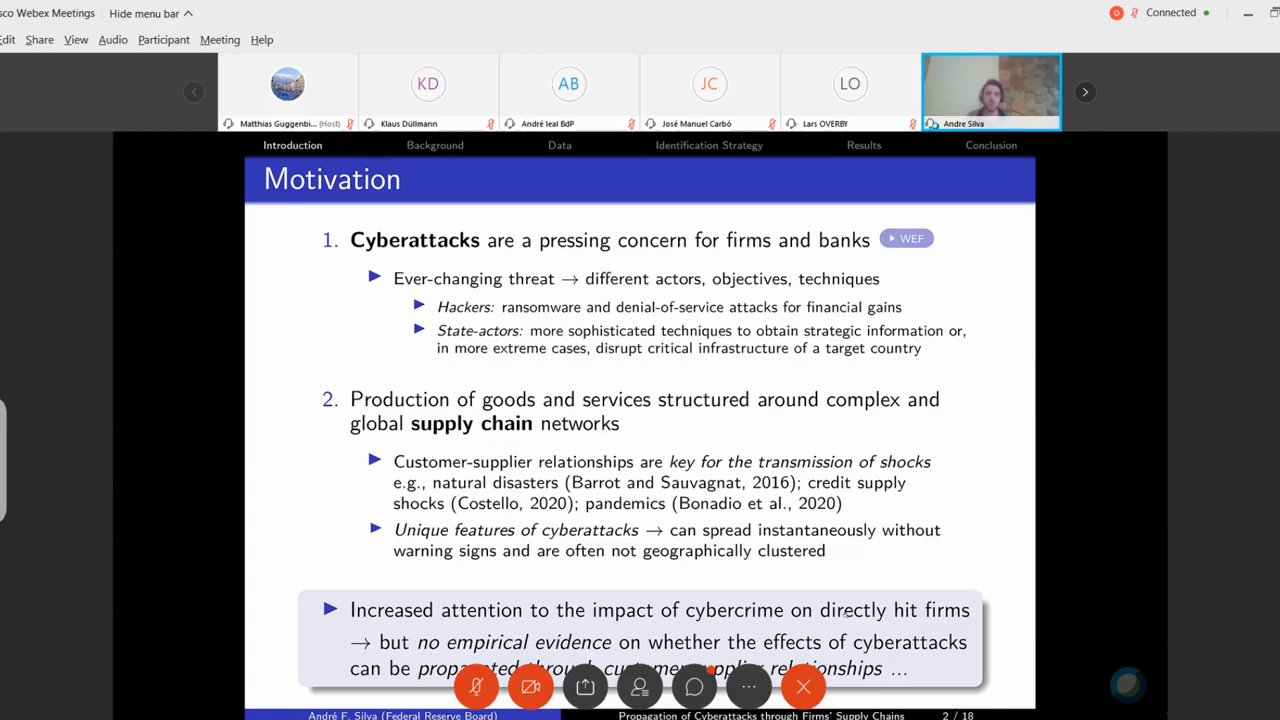 sco Webex Meetings Hide menu bar Connected
Edit Share View Audio Participant Meeting Help
KD AB JC LO
Matthias Guggenbi... (Host) Klaus Düllmann André leal BdP José Manuel Carbó Lars OVERBY Andre Silva
Introduction Background Data Identification Strategy Results Conclusion
Motivation
1. Cyberattacks are a pressing concern for firms and banks WEF
Ever-changing threat → different actors, objectives, techniques
Hackers: ransomware and denial-of-service attacks for financial gains
State-actors: more sophisticated techniques to obtain strategic information or,
in more extreme cases, disrupt critical infrastructure of a target country
2. Production of goods and services structured around complex and
global supply chain networks
Customer-supplier relationships are key for the transmission of shocks
e.g., natural disasters (Barrot and Sauvagnat, 2016); credit supply
shocks (Costello, 2020); pandemics (Bonadio et al., 2020)
Unique features of cyberattacks → can spread instantaneously without
warning signs and are often not geographically clustered
Increased attention to the impact of cybercrime on directly hit firms
→ but no empirical evidence on whether the effects of cyberattacks
can be propagated through customer-supplier relationships ...
André F. Silva (Federal Reserve Board) Propagation of Cyberattacks through Firms' Supply Chains 2 / 18